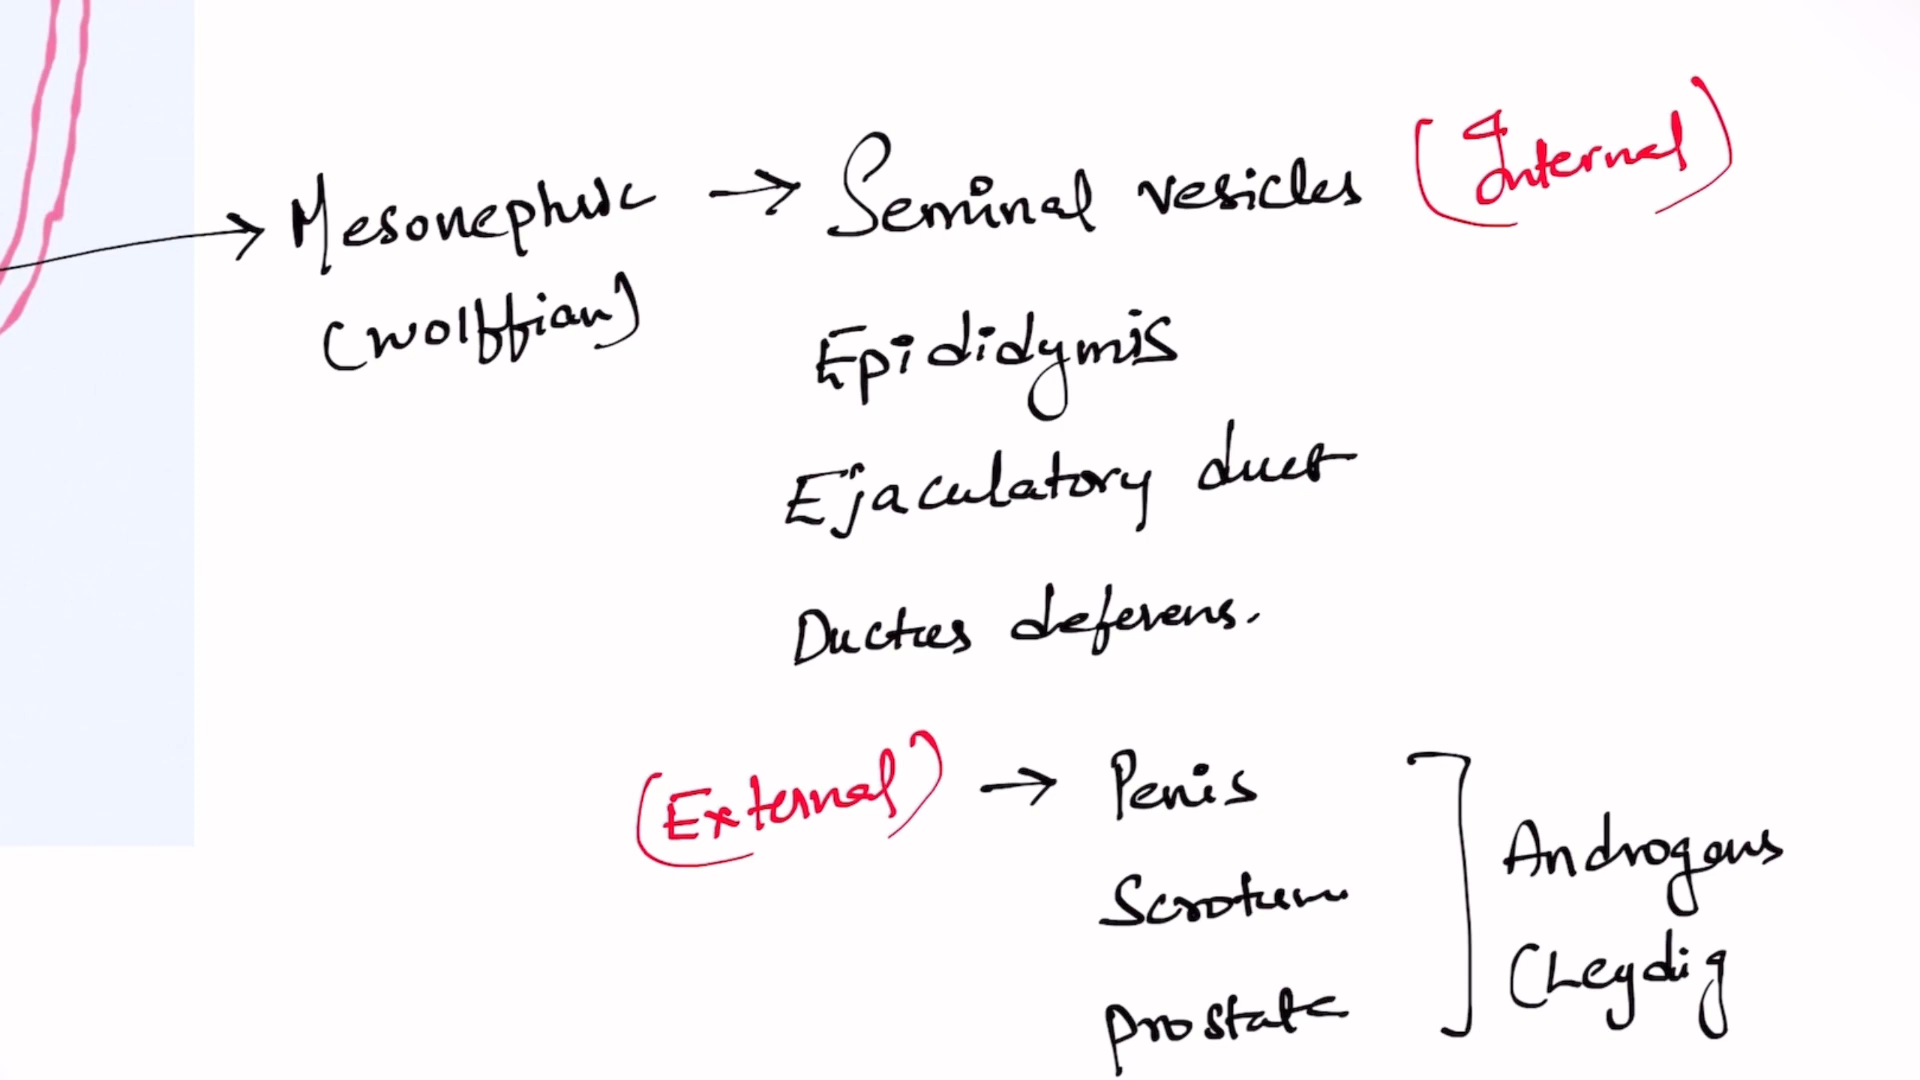 Mesonephric → Seminal vesicles (Internal)
(Wolffian)
Epididymis
Ejaculatory duct
Ductus deferens.
(External) → Penis
Scrotum
Prostate
Androgens
(Leydig